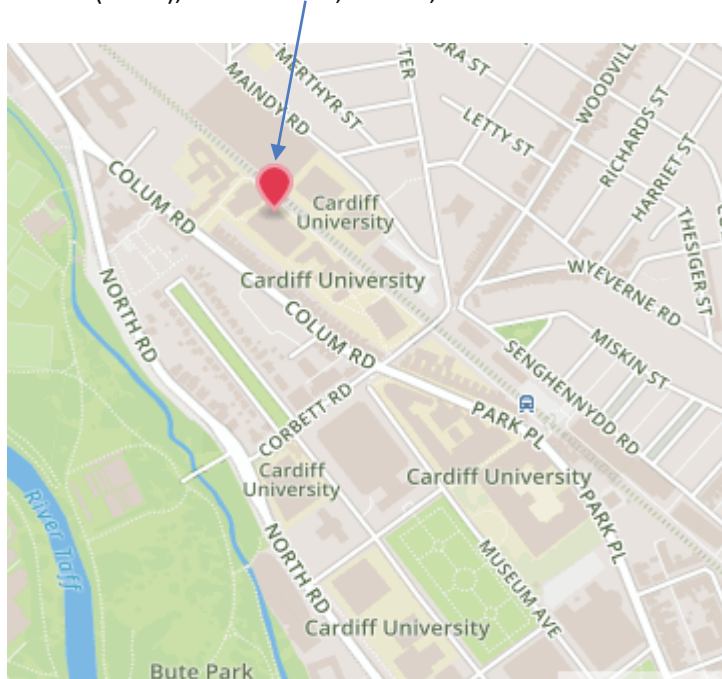 MERTHYR ST
MAINDY RD
LETTY ST
RICHARDS ST
HARRIET ST
THESIGER ST
COLUM RD
Cardiff
University
Cardiff University
WYEVERNE RD
NORTH RD
COLUM RD
MISKIN ST
SENGHENNYDD RD
CORBETT RD
PARK PL
Cardiff
University
Cardiff University
PARK PL
River Taff
NORTH RD
MUSEUM AVE
Cardiff University
Bute Park